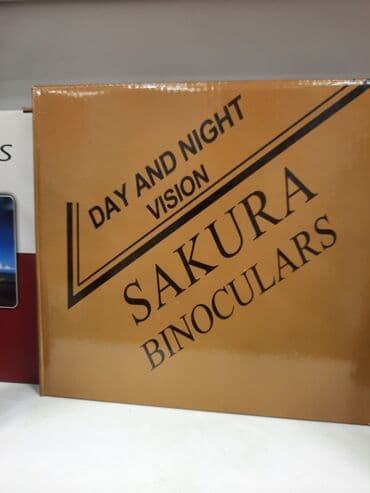 DAY AND NIGHT
VISION
SAKURA
BINOCULARS
S